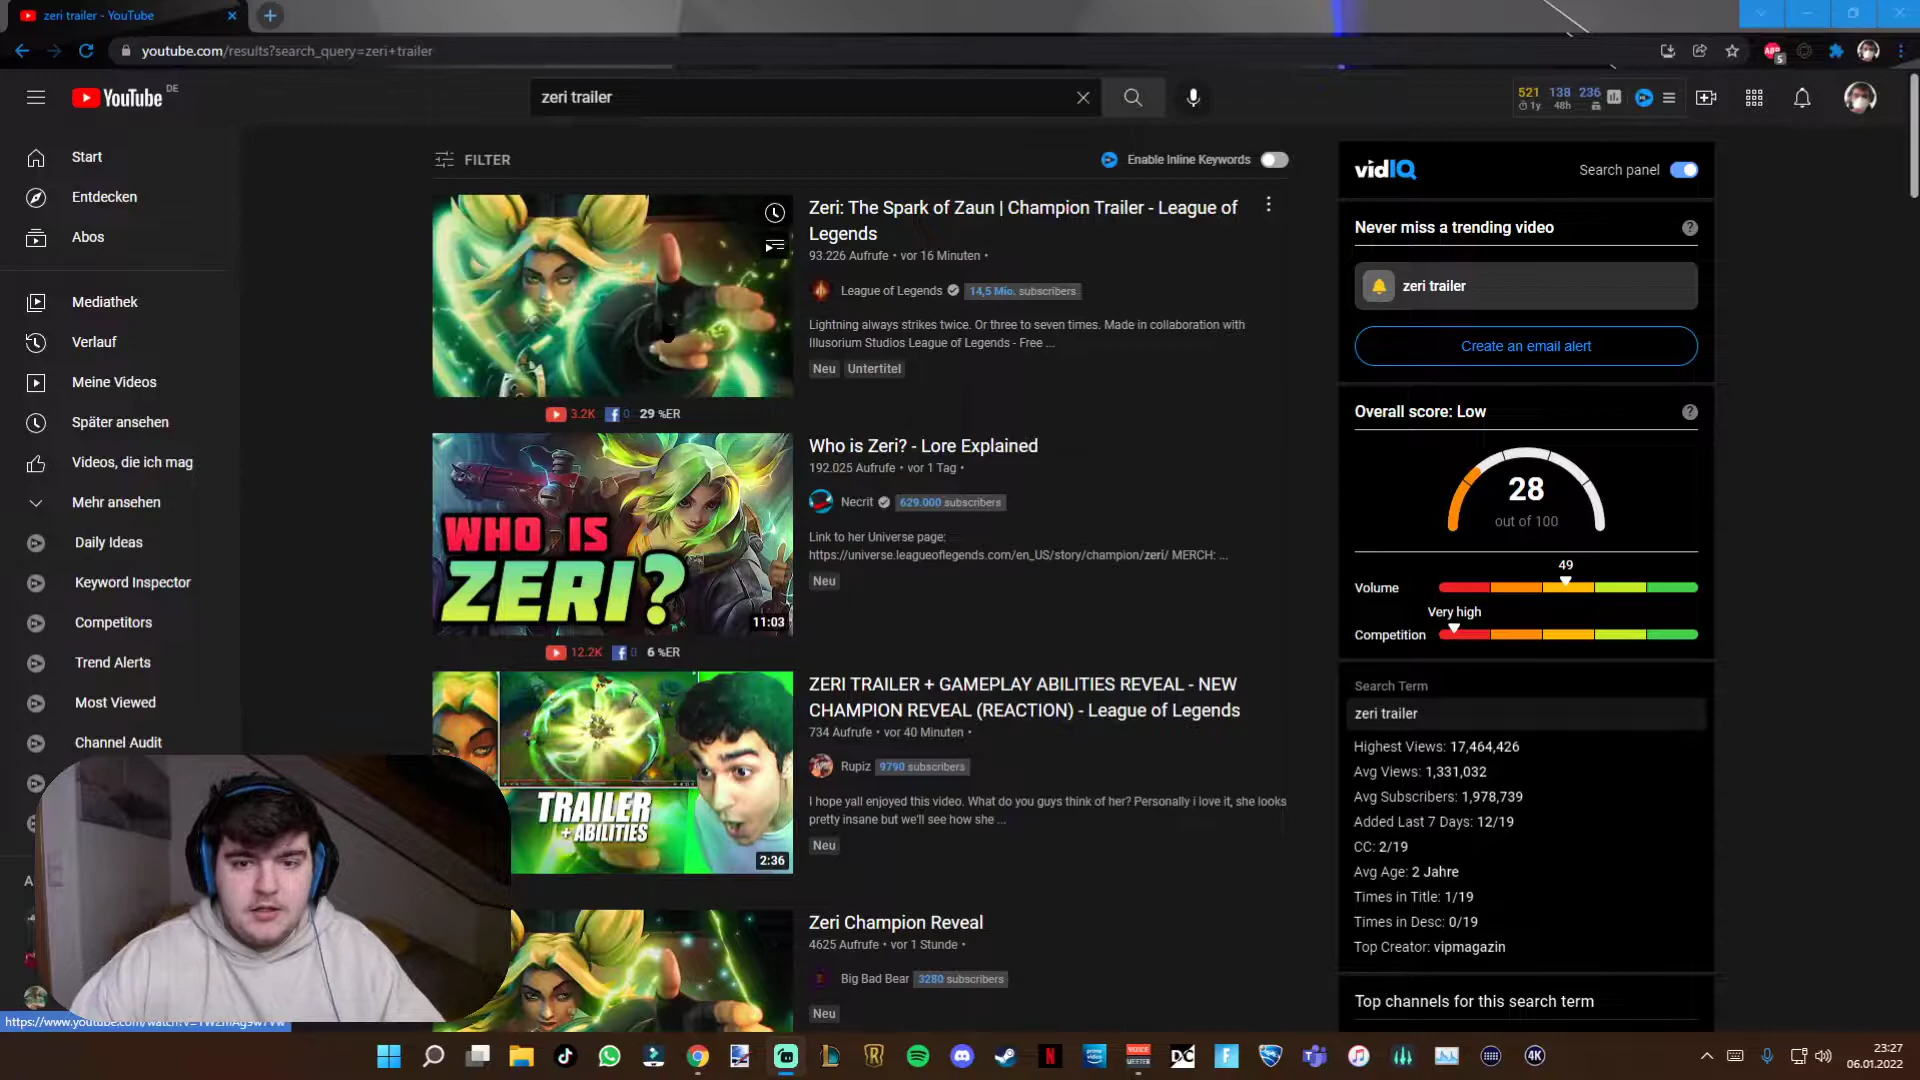 zeri trailer - YouTube
youtube.com/results?search_query=zeri+trailer
ABP
5
YouTube
DE
zeri trailer
521
1y
138
48h
236
Start
Entdecken
Abos
Mediathek
Verlauf
Meine Videos
Später ansehen
Videos, die ich mag
Mehr ansehen
Daily Ideas
Keyword Inspector
Competitors
Trend Alerts
Most Viewed
Channel Audit
FILTER
Enable Inline Keywords
Zeri: The Spark of Zaun | Champion Trailer - League of
Legends
93.226 Aufrufe • vor 16 Minuten •
League of Legends
14,5 Mio. subscribers
Lightning always strikes twice. Or three to seven times. Made in collaboration with
Illusorium Studios League of Legends - Free ...
Neu
Untertitel
3.2K
0
29 %ER
WHO IS
ZERI?
11:03
Who is Zeri? - Lore Explained
192.025 Aufrufe • vor 1 Tag •
Necrit
629.000 subscribers
Link to her Universe page:
https://universe.leagueoflegends.com/en_US/story/champion/zeri/ MERCH: ...
Neu
12.2K
0
6 %ER
TRAILER
+ ABILITIES
2:36
ZERI TRAILER + GAMEPLAY ABILITIES REVEAL - NEW
CHAMPION REVEAL (REACTION) - League of Legends
734 Aufrufe • vor 40 Minuten •
Rupiz
9790 subscribers
I hope yall enjoyed this video. What do you guys think of her? Personally i love it, she looks
pretty insane but we'll see how she ...
Neu
Zeri Champion Reveal
4625 Aufrufe • vor 1 Stunde •
Big Bad Bear
3280 subscribers
Neu
vidIQ
Search panel
Never miss a trending video
zeri trailer
Create an email alert
Overall score: Low
28
out of 100
49
Volume
Very high
Competition
Search Term
zeri trailer
Highest Views: 17,464,426
Avg Views: 1,331,032
Avg Subscribers: 1,978,739
Added Last 7 Days: 12/19
CC: 2/19
Avg Age: 2 Jahre
Times in Title: 1/19
Times in Desc: 0/19
Top Creator: vipmagazin
Top channels for this search term
4K
23:27
06.01.2022